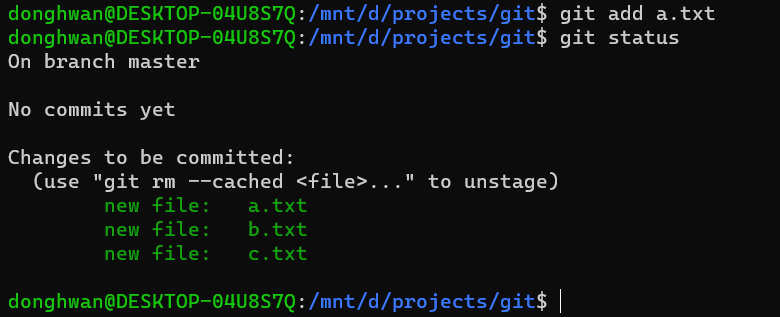 donghwan@DESKTOP-04U8S7Q:/mnt/d/projects/git$ git add a.txt
donghwan@DESKTOP-04U8S7Q:/mnt/d/projects/git$ git status
On branch master
No commits yet
Changes to be committed:
(use "git rm --cached <file>..." to unstage)
new file:   a.txt
new file:   b.txt
new file:   c.txt
donghwan@DESKTOP-04U8S7Q:/mnt/d/projects/git$